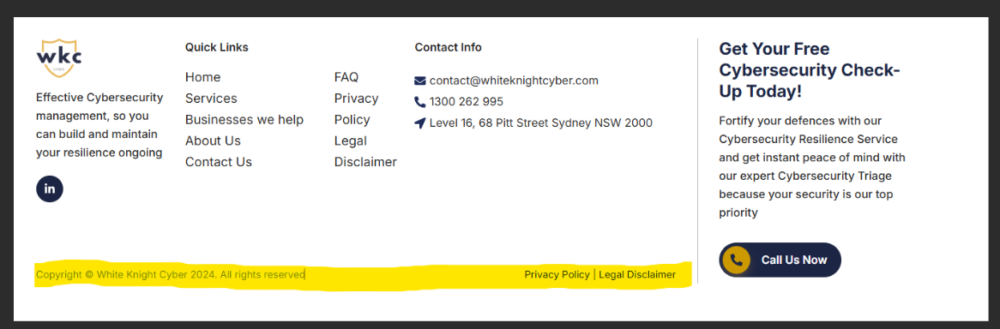 wkc
CYBER
Effective Cybersecurity
management, so you
can build and maintain
your resilience ongoing
in
Quick Links
Home
Services
Businesses we help
About Us
Contact Us
FAQ
Privacy
Policy
Legal
Disclaimer
Contact Info
contact@whiteknightcyber.com
1300 262 995
Level 16, 68 Pitt Street Sydney NSW 2000
Copyright © White Knight Cyber 2024. All rights reserved
Privacy Policy | Legal Disclaimer
Get Your Free
Cybersecurity Check-
Up Today!
Fortify your defences with our
Cybersecurity Resilience Service
and get instant peace of mind with
our expert Cybersecurity Triage
because your security is our top
priority
Call Us Now